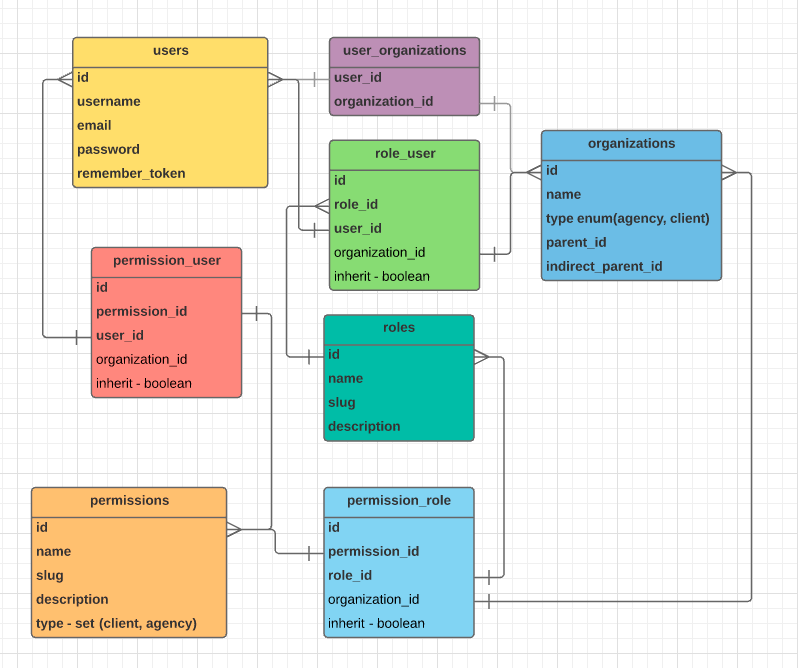 users
id
username
email
password
remember_token
user_organizations
user_id
organization_id
role_user
id
role_id
user_id
organization_id
inherit - boolean
organizations
id
name
type enum(agency, client)
parent_id
indirect_parent_id
permission_user
id
permission_id
user_id
organization_id
inherit - boolean
roles
id
name
slug
description
permissions
id
name
slug
description
type - set (client, agency)
permission_role
id
permission_id
role_id
organization_id
inherit - boolean